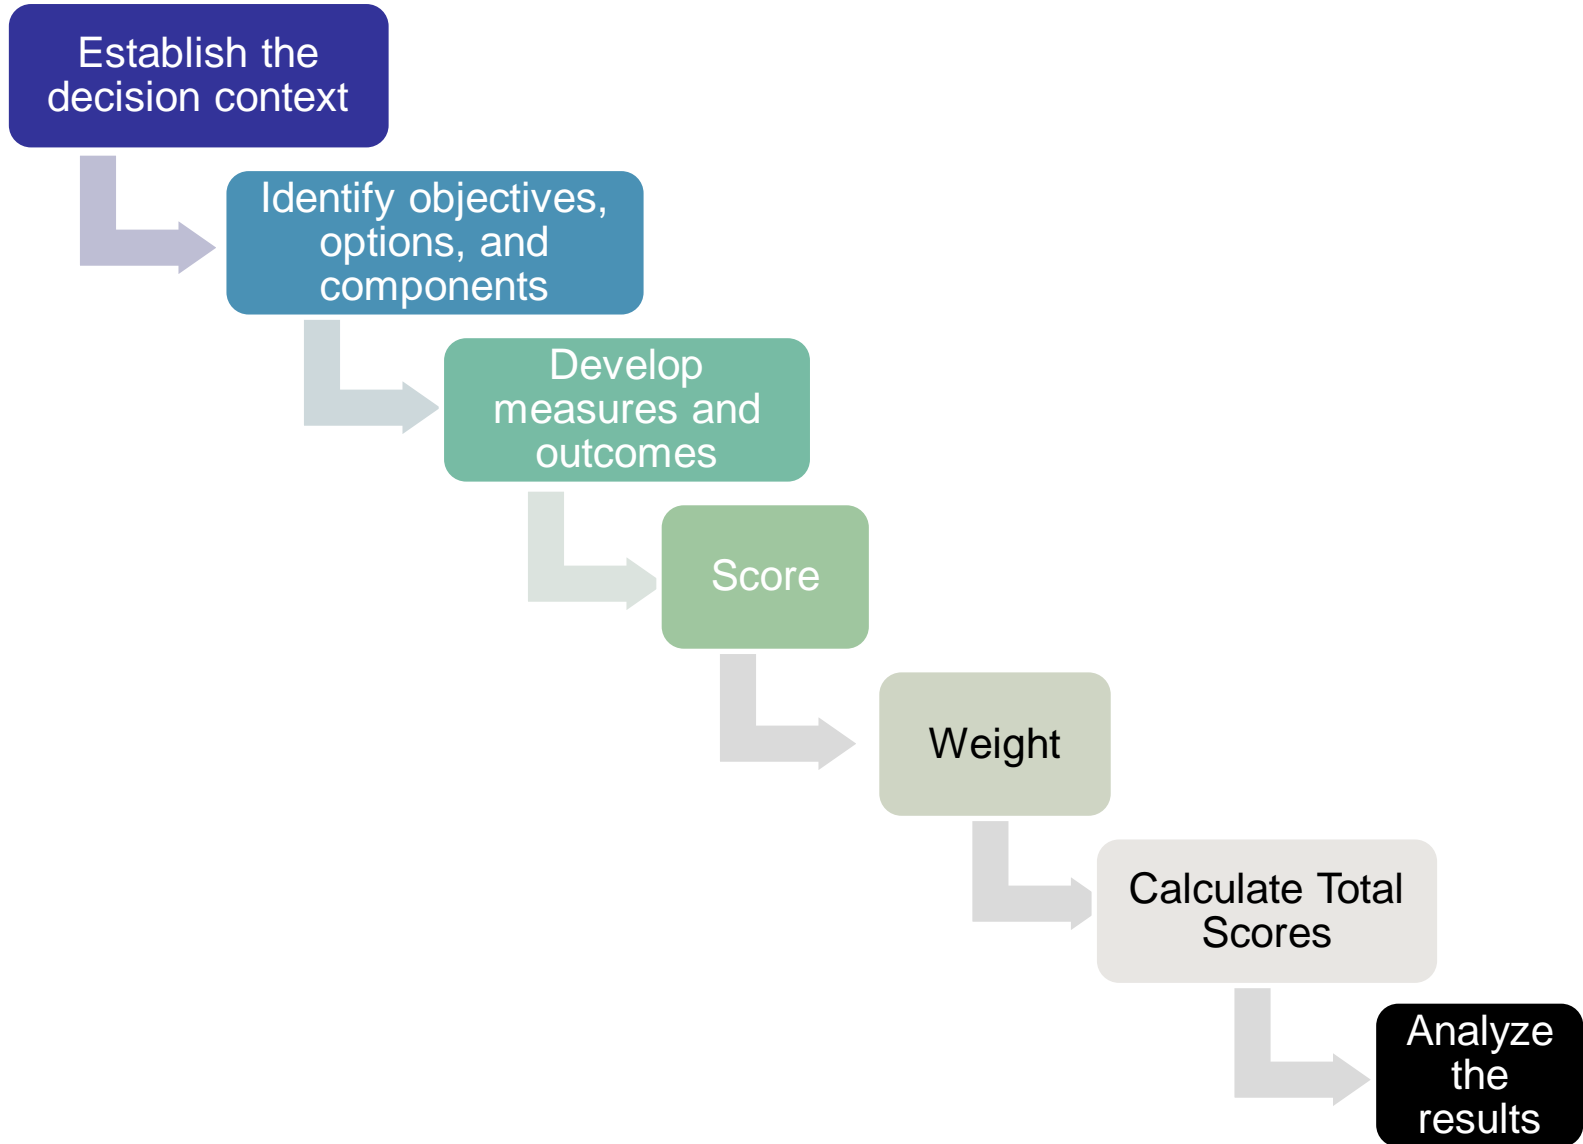 Establish the
decision context
Identify objectives,
options, and
components
Develop
measures and
outcomes
Score
Weight
Calculate Total
Scores
Analyze
the
results